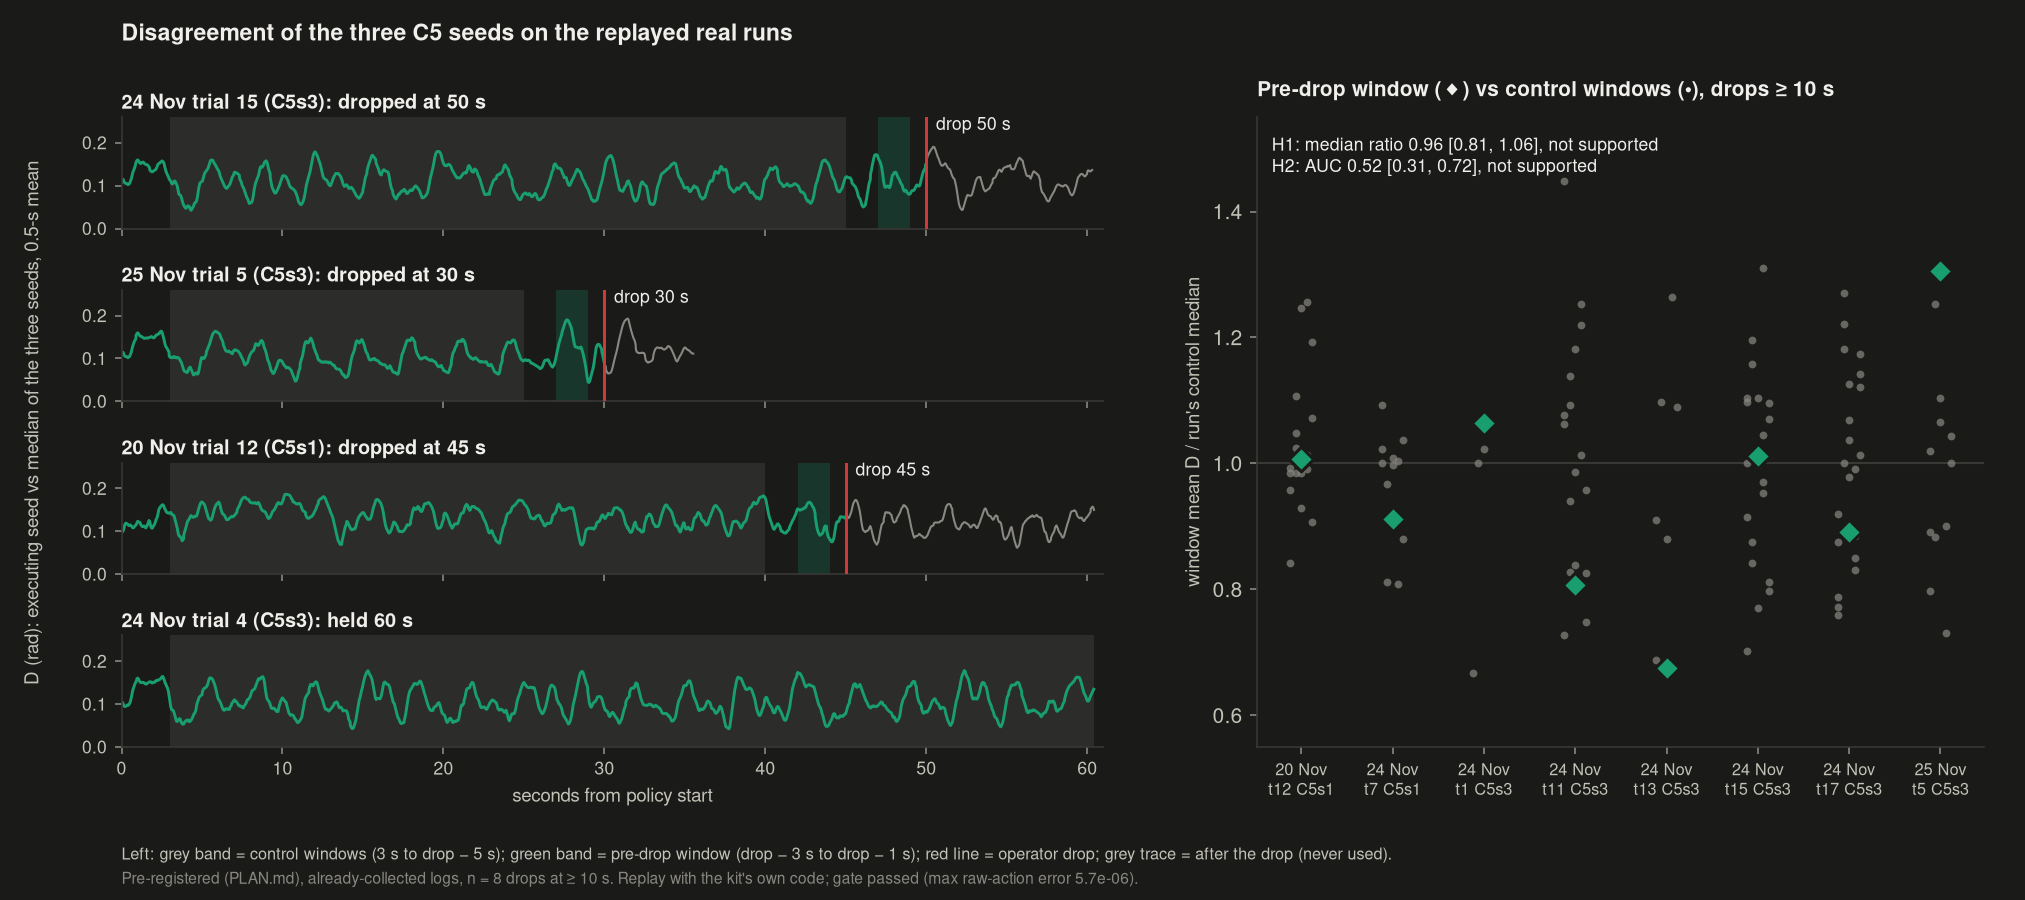 Disagreement of the three C5 seeds on the replayed real runs
D (rad): executing seed vs median of the three seeds, 0.5-s mean
24 Nov trial 15 (C5s3): dropped at 50 s
0.2
0.1
0.0
drop 50 s
25 Nov trial 5 (C5s3): dropped at 30 s
0.2
0.1
0.0
drop 30 s
20 Nov trial 12 (C5s1): dropped at 45 s
0.2
0.1
0.0
drop 45 s
24 Nov trial 4 (C5s3): held 60 s
0.2
0.1
0.0
0 10 20 30 40 50 60
seconds from policy start
Pre-drop window (♦) vs control windows (•), drops ≥ 10 s
H1: median ratio 0.96 [0.81, 1.06], not supported
H2: AUC 0.52 [0.31, 0.72], not supported
window mean D / run's control median
1.4
1.2
1.0
0.8
0.6
20 Nov 24 Nov 24 Nov 24 Nov 24 Nov 24 Nov 24 Nov 25 Nov
t12 C5s1 t7 C5s1 t1 C5s3 t11 C5s3 t13 C5s3 t15 C5s3 t17 C5s3 t5 C5s3
Left: grey band = control windows (3 s to drop − 5 s); green band = pre-drop window (drop − 3 s to drop − 1 s); red line = operator drop; grey trace = after the drop (never used).
Pre-registered (PLAN.md), already-collected logs, n = 8 drops at ≥ 10 s. Replay with the kit's own code; gate passed (max raw-action error 5.7e-06).